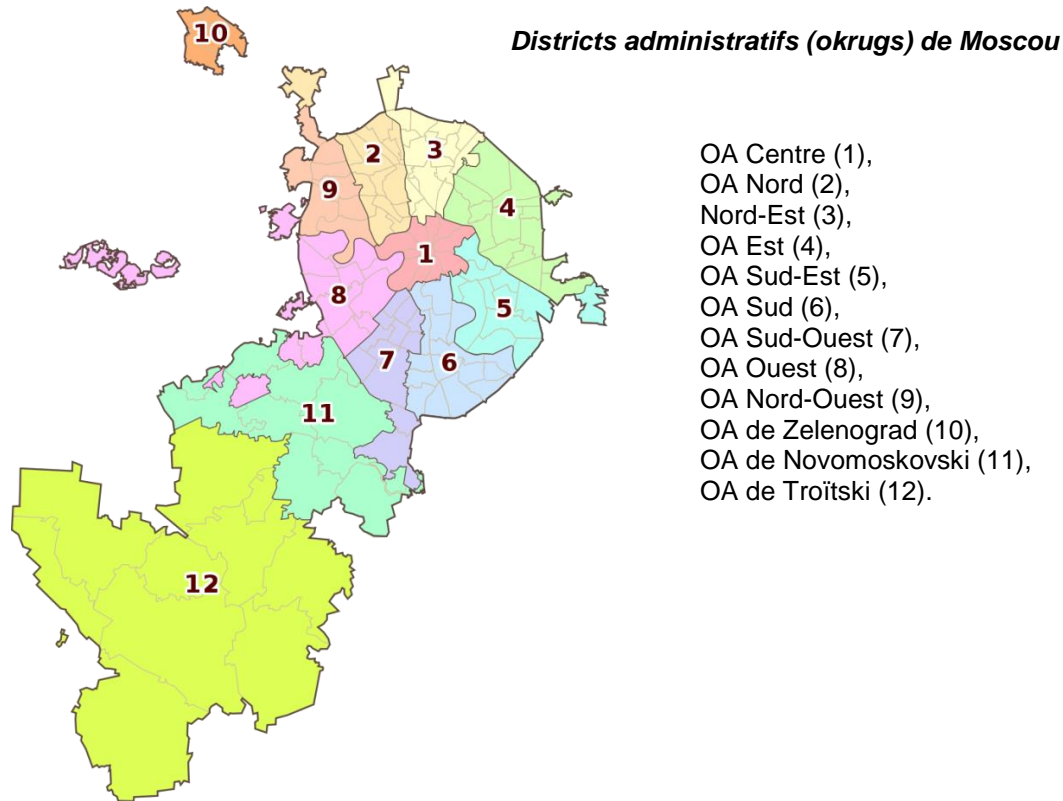 Districts administratifs (okrugs) de Moscou
OA Centre (1),
OA Nord (2),
Nord-Est (3),
OA Est (4),
OA Sud-Est (5),
OA Sud (6),
OA Sud-Ouest (7),
OA Ouest (8),
OA Nord-Ouest (9),
OA de Zelenograd (10),
OA de Novomoskovski (11),
OA de Troïtski (12).
10
2
3
9
4
1
8
5
7
6
11
12